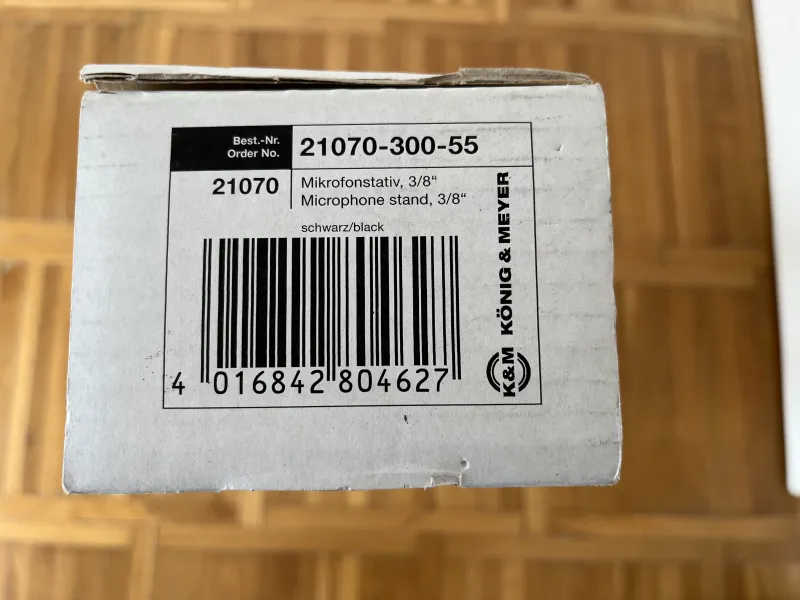 Best.-Nr.
Order No.
21070-300-55
21070
Mikrofonstativ, 3/8“
Microphone stand, 3/8“
schwarz/black
4 016842 804627
K&M KÖNIG & MEYER